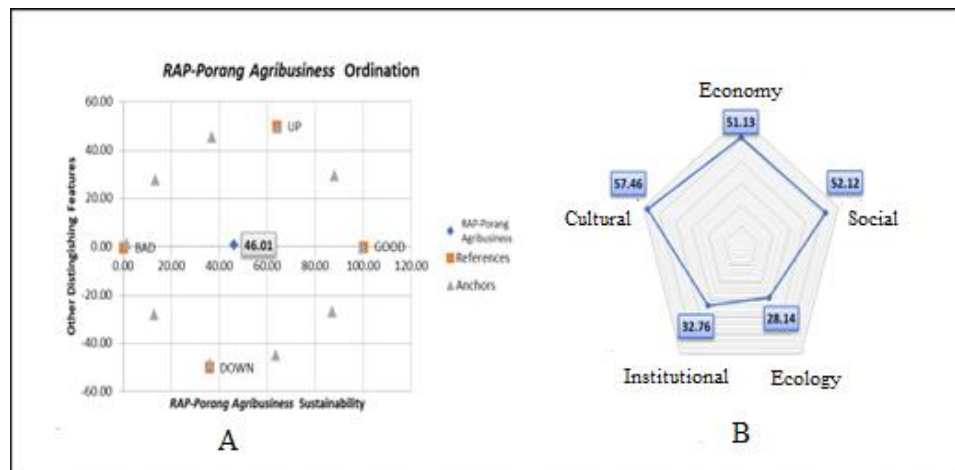 RAP-Porang Agribusiness Ordination
60.00
40.00
20.00
0.00
-20.00
-40.00
-60.00
Other Distingishing Features
UP
BAD
46.01
GOOD
DOWN
0.00 20.00 40.00 60.00 80.00 100.00 120.00
RAP-Porang Agribusiness Sustainability
RAP-Porang
Agribusiness
References
Anchors
A
Economy
51.13
57.46
52.12
Cultural
Social
32.76
28.14
Institutional
Ecology
B